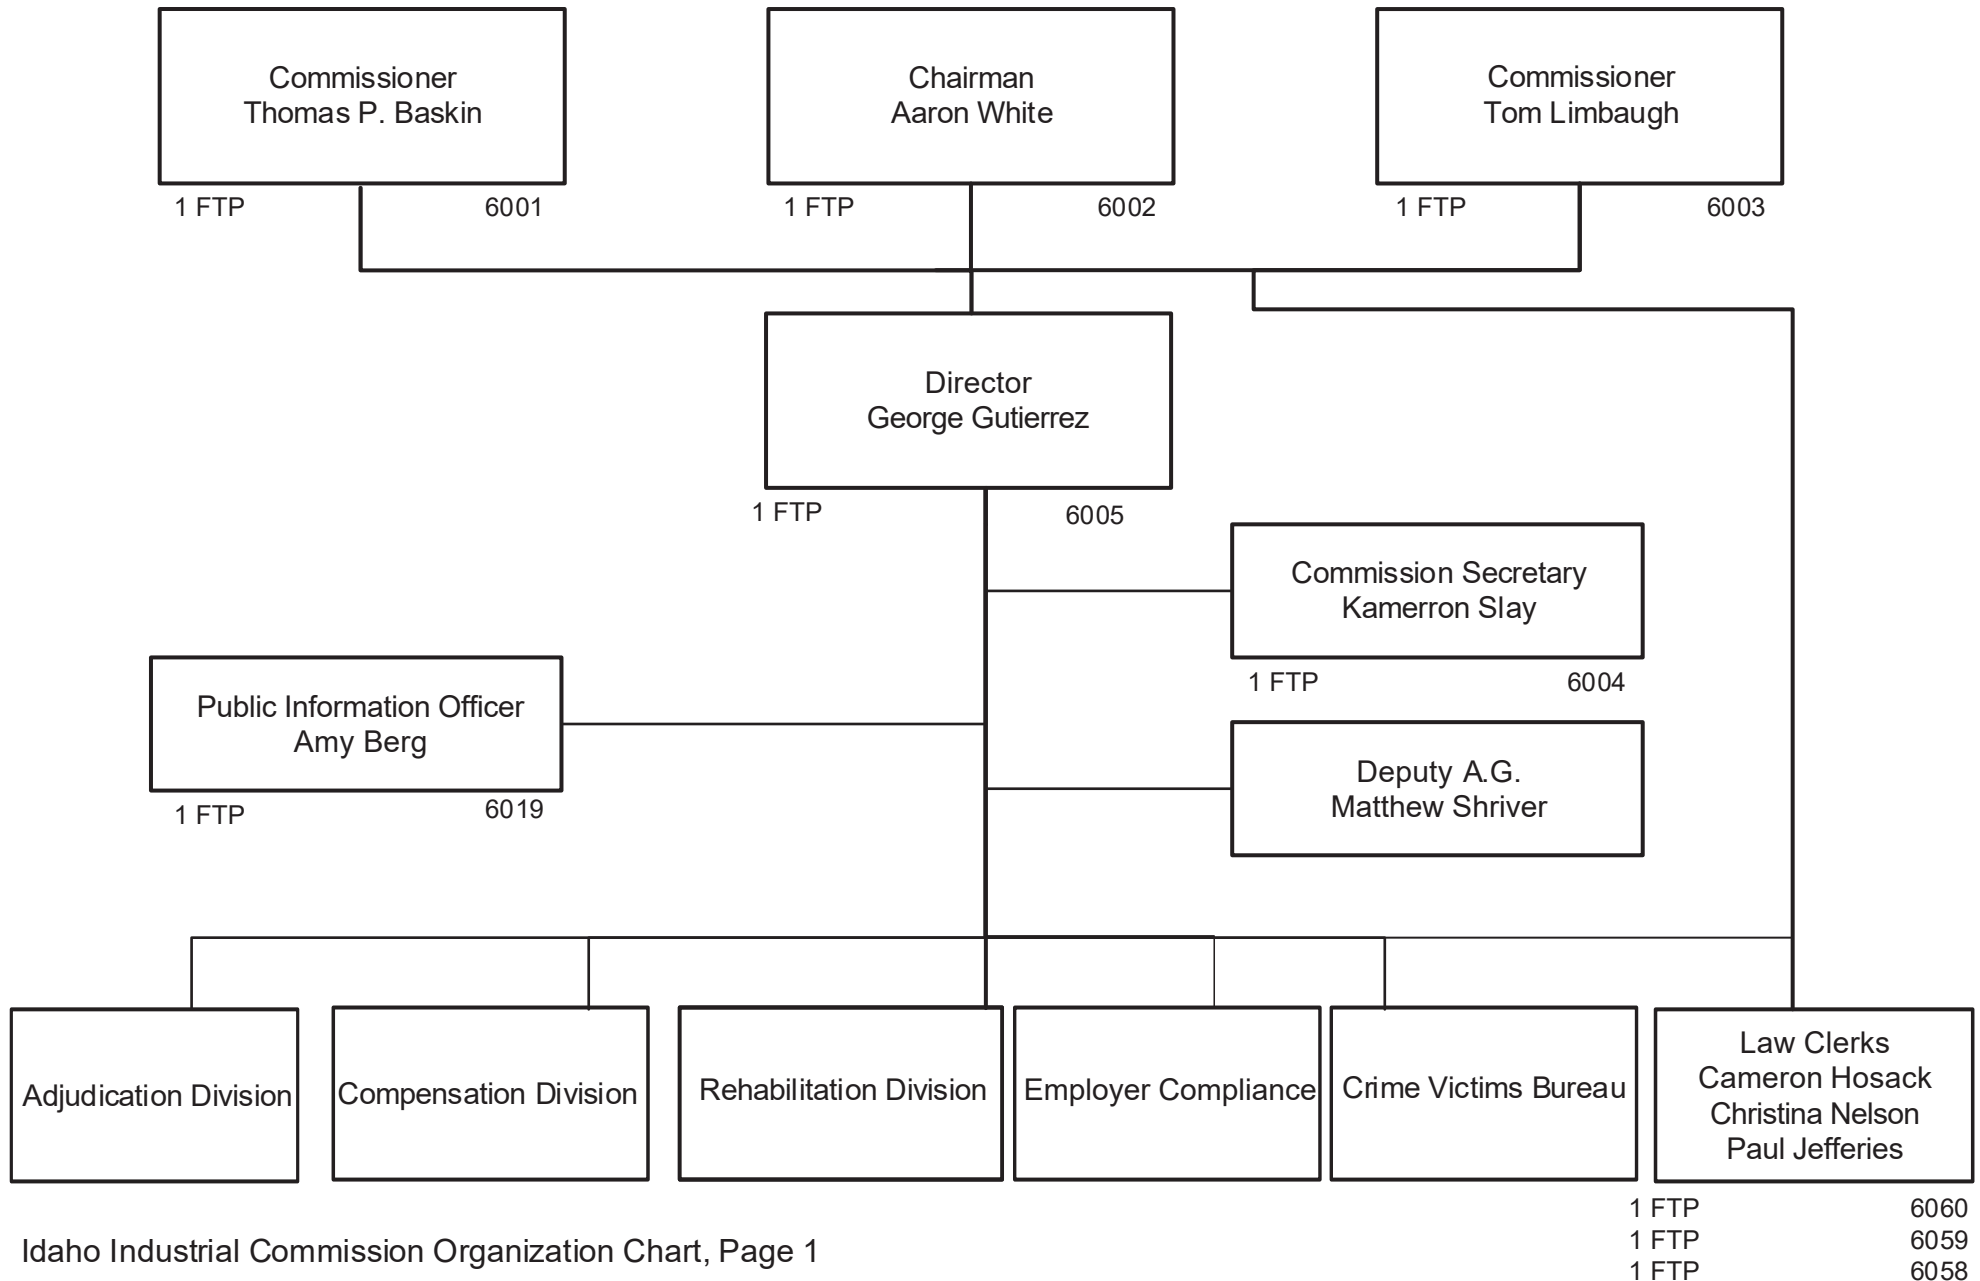 Commissioner
Thomas P. Baskin
1 FTP 6001
Chairman
Aaron White
1 FTP 6002
Commissioner
Tom Limbaugh
1 FTP 6003
Director
George Gutierrez
1 FTP 6005
Commission Secretary
Kamerron Slay
1 FTP 6004
Public Information Officer
Amy Berg
1 FTP 6019
Deputy A.G.
Matthew Shriver
Adjudication Division
Compensation Division
Rehabilitation Division
Employer Compliance
Crime Victims Bureau
Law Clerks
Cameron Hosack
Christina Nelson
Paul Jefferies
1 FTP 6060
1 FTP 6059
1 FTP 6058
Idaho Industrial Commission Organization Chart, Page 1